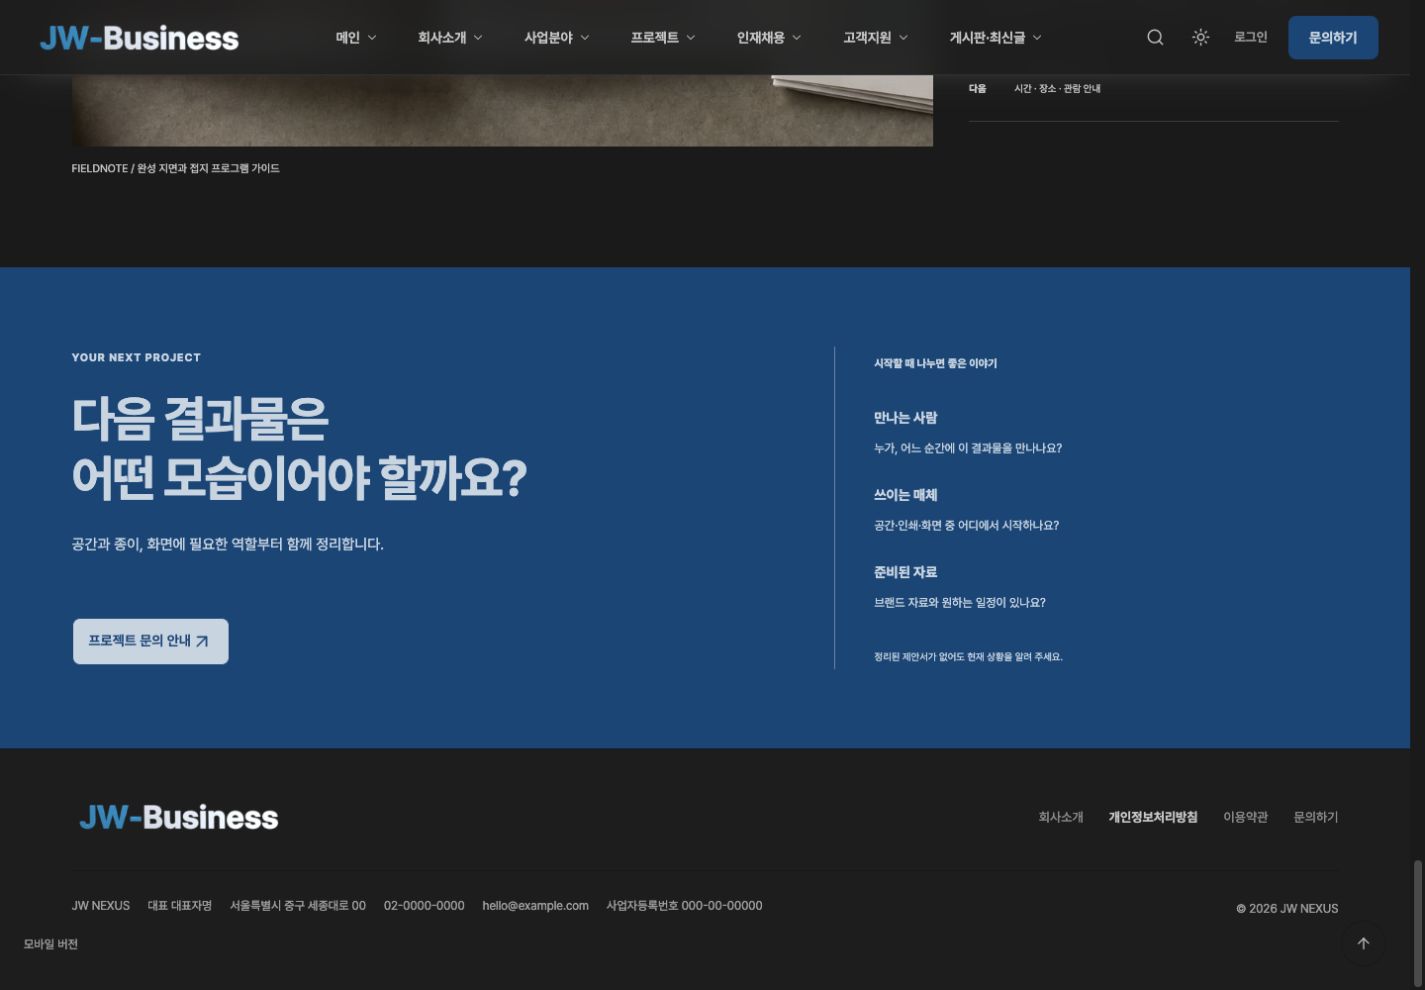 JW-Business
메인
회사소개
사업분야
프로젝트
인재채용
고객지원
게시판·최신글
로그인
문의하기
다음 시간 · 장소 · 관람 안내
FIELDNOTE / 완성 지면과 접지 프로그램 가이드
YOUR NEXT PROJECT
다음 결과물은
어떤 모습이어야 할까요?
공간과 종이, 화면에 필요한 역할부터 함께 정리합니다.
프로젝트 문의 안내
시작할 때 나누면 좋은 이야기
만나는 사람
누가, 어느 순간에 이 결과물을 만나나요?
쓰이는 매체
공간·인쇄·화면 중 어디에서 시작하나요?
준비된 자료
브랜드 자료와 원하는 일정이 있나요?
정리된 제안서가 없어도 현재 상황을 알려 주세요.
JW-Business
회사소개 개인정보처리방침 이용약관 문의하기
JW NEXUS 대표 대표자명 서울특별시 중구 세종대로 00 02-0000-0000 hello@example.com 사업자등록번호 000-00-00000
© 2026 JW NEXUS
모바일 버전